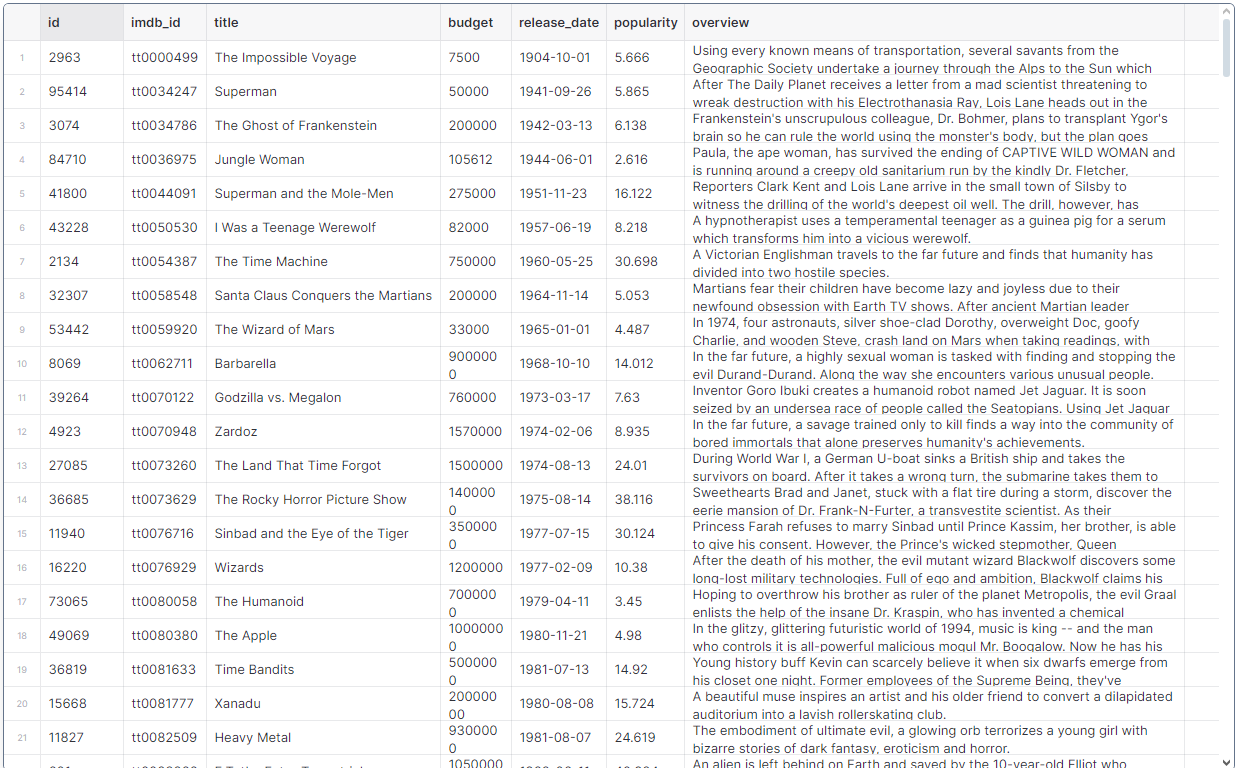 id imdb_id title budget release_date popularity overview
1 2963 tt0000499 The Impossible Voyage 7500 1904-10-01 5.666 Using every known means of transportation, several savants from the
Geographic Society undertake a journey through the Alps to the Sun which
2 95414 tt0034247 Superman 50000 1941-09-26 5.865 After The Daily Planet receives a letter from a mad scientist threatening to
wreak destruction with his Electrothanasia Ray, Lois Lane heads out in the
3 3074 tt0034786 The Ghost of Frankenstein 200000 1942-03-13 6.138 Frankenstein's unscrupulous colleague, Dr. Bohmer, plans to transplant Ygor's
brain so he can rule the world using the monster's body, but the plan goes
4 84710 tt0036975 Jungle Woman 105612 1944-06-01 2.616 Paula, the ape woman, has survived the ending of CAPTIVE WILD WOMAN and
is running around a creepy old sanitarium run by the kindly Dr. Fletcher,
5 41800 tt0044091 Superman and the Mole-Men 275000 1951-11-23 16.122 Reporters Clark Kent and Lois Lane arrive in the small town of Silsby to
witness the drilling of the world's deepest oil well. The drill, however, has
6 43228 tt0050530 I Was a Teenage Werewolf 82000 1957-06-19 8.218 A hypnotherapist uses a temperamental teenager as a guinea pig for a serum
which transforms him into a vicious werewolf.
7 2134 tt0054387 The Time Machine 750000 1960-05-25 30.698 A Victorian Englishman travels to the far future and finds that humanity has
divided into two hostile species.
8 32307 tt0058548 Santa Claus Conquers the Martians 200000 1964-11-14 5.053 Martians fear their children have become lazy and joyless due to their
newfound obsession with Earth TV shows. After ancient Martian leader
9 53442 tt0059920 The Wizard of Mars 33000 1965-01-01 4.487 In 1974, four astronauts, silver shoe-clad Dorothy, overweight Doc, goofy
Charlie, and wooden Steve, crash land on Mars when taking readings, with
10 8069 tt0062711 Barbarella 900000 1968-10-10 14.012 In the far future, a highly sexual woman is tasked with finding and stopping the
0 evil Durand-Durand. Along the way she encounters various unusual people.
11 39264 tt0070122 Godzilla vs. Megalon 760000 1973-03-17 7.63 Inventor Goro Ibuki creates a humanoid robot named Jet Jaguar. It is soon
seized by an undersea race of people called the Seatopians. Using Jet Jaguar
12 4923 tt0070948 Zardoz 1570000 1974-02-06 8.935 In the far future, a savage trained only to kill finds a way into the community of
bored immortals that alone preserves humanity's achievements.
13 27085 tt0073260 The Land That Time Forgot 1500000 1974-08-13 24.01 During World War I, a German U-boat sinks a British ship and takes the
survivors on board. After it takes a wrong turn, the submarine takes them to
14 36685 tt0073629 The Rocky Horror Picture Show 140000 1975-08-14 38.116 Sweethearts Brad and Janet, stuck with a flat tire during a storm, discover the
0 eerie mansion of Dr. Frank-N-Furter, a transvestite scientist. As their
15 11940 tt0076716 Sinbad and the Eye of the Tiger 350000 1977-07-15 30.124 Princess Farah refuses to marry Sinbad until Prince Kassim, her brother, is able
0 to give his consent. However, the Prince's wicked stepmother, Queen
16 16220 tt0076929 Wizards 1200000 1977-02-09 10.38 After the death of his mother, the evil mutant wizard Blackwolf discovers some
long-lost military technologies. Full of ego and ambition, Blackwolf claims his
17 73065 tt0080058 The Humanoid 700000 1979-04-11 3.45 Hoping to overthrow his brother as ruler of the planet Metropolis, the evil Graal
0 enlists the help of the insane Dr. Kraspin, who has invented a chemical
18 49069 tt0080380 The Apple 1000000 1980-11-21 4.98 In the glitzy, glittering futuristic world of 1994, music is king -- and the man
0 who controls it is all-powerful malicious mogul Mr. Boogalow. Now he has his
19 36819 tt0081633 Time Bandits 500000 1981-07-13 14.92 Young history buff Kevin can scarcely believe it when six dwarfs emerge from
0 his closet one night. Former employees of the Supreme Being, they've
20 15668 tt0081777 Xanadu 200000 1980-08-08 15.724 A beautiful muse inspires an artist and his older friend to convert a dilapidated
00 auditorium into a lavish rollerskating club.
21 11827 tt0082509 Heavy Metal 930000 1981-08-07 24.619 The embodiment of ultimate evil, a glowing orb terrorizes a young girl with
0 bizarre stories of dark fantasy, eroticism and horror.
1050000 An alien is left behind on Earth and saved by the 10-year-old Elliot who